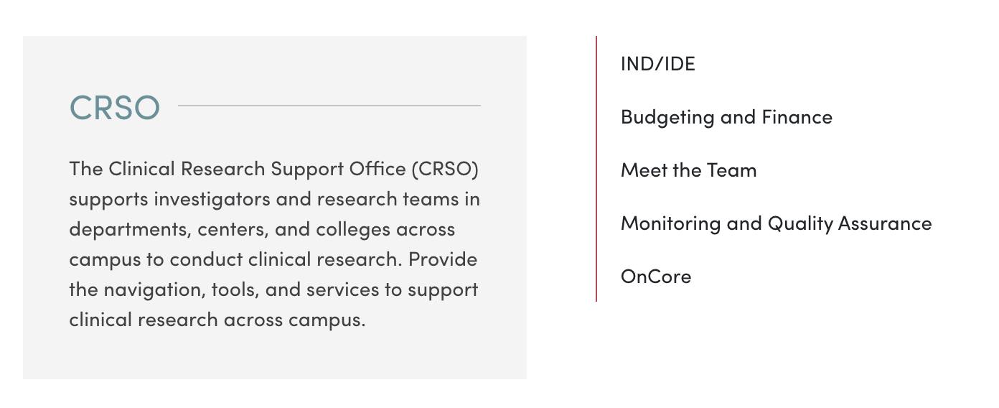 CRSO
The Clinical Research Support Office (CRSO)
supports investigators and research teams in
departments, centers, and colleges across
campus to conduct clinical research. Provide
the navigation, tools, and services to support
clinical research across campus.
IND/IDE
Budgeting and Finance
Meet the Team
Monitoring and Quality Assurance
OnCore